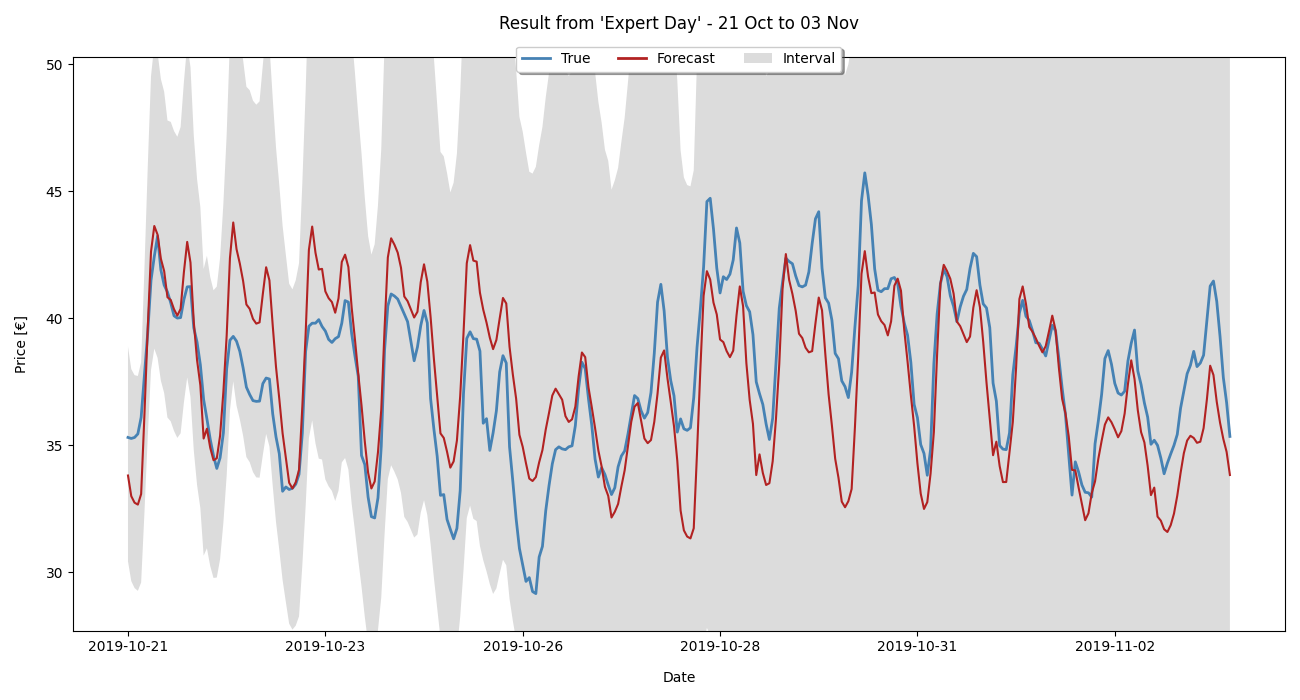 Result from 'Expert Day' - 21 Oct to 03 Nov
True Forecast Interval
50
45
40
35
30
Price [€]
2019-10-21 2019-10-23 2019-10-26 2019-10-28 2019-10-31 2019-11-02
Date